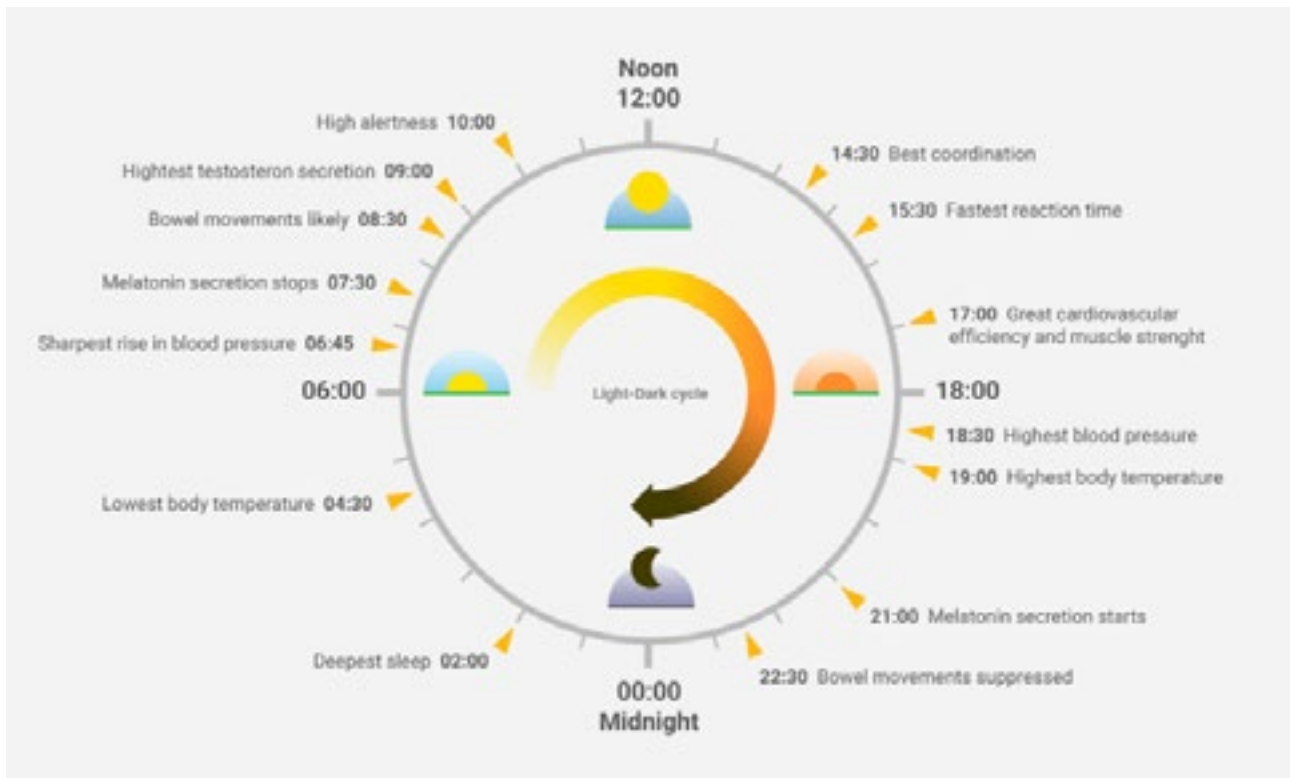 Noon
12:00
High alertness 10:00
Hightest testosteron secretion 09:00
Bowel movements likely 08:30
Melatonin secretion stops 07:30
Sharpest rise in blood pressure 06:45
06:00
Lowest body temperature 04:30
Deepest sleep 02:00
14:30 Best coordination
15:30 Fastest reaction time
17:00 Great cardiovascular
efficiency and muscle strenght
Light-Dark cycle
18:00
18:30 Highest blood pressure
19:00 Highest body temperature
21:00 Melatonin secretion starts
22:30 Bowel movements suppressed
00:00
Midnight